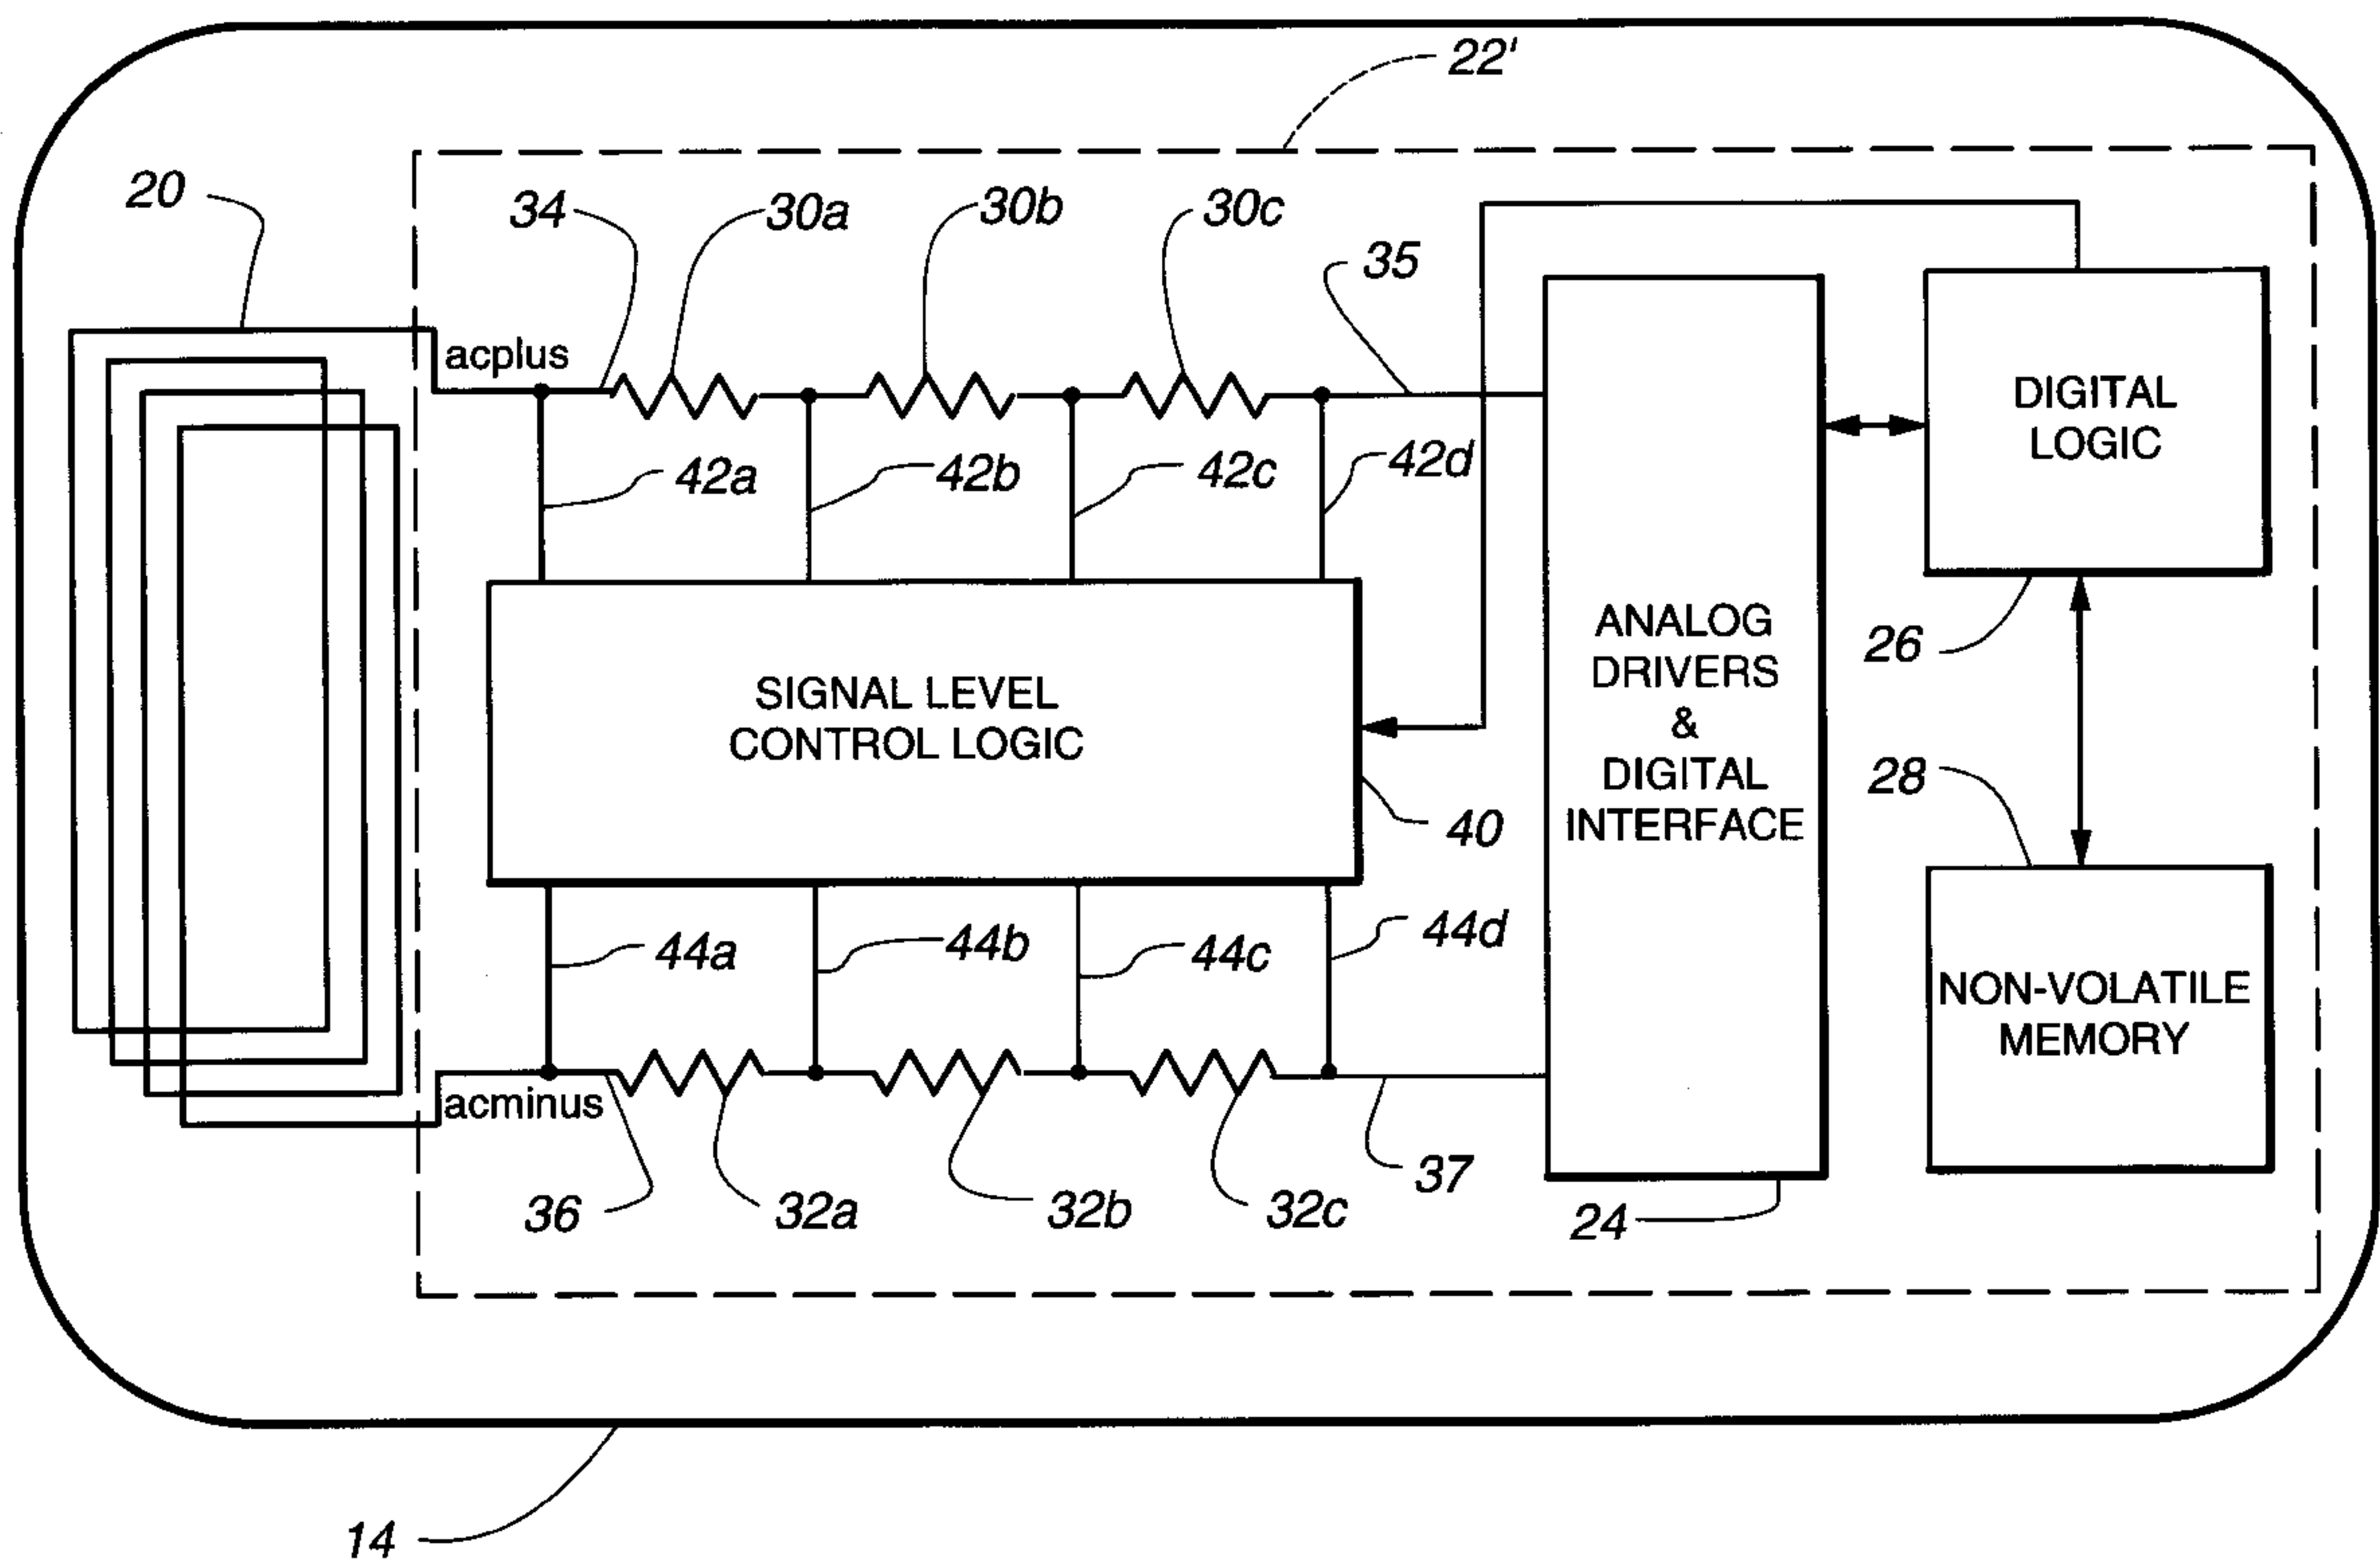 22'
20
34
30a
30b
30c
35
acplus
42a
42b
42c
42d
DIGITAL
LOGIC
26
ANALOG
DRIVERS
&
DIGITAL
INTERFACE
SIGNAL LEVEL
CONTROL LOGIC
40
28
44a
44b
44c
44d
NON-VOLATILE
MEMORY
acminus
36
32a
32b
32c
37
24
14